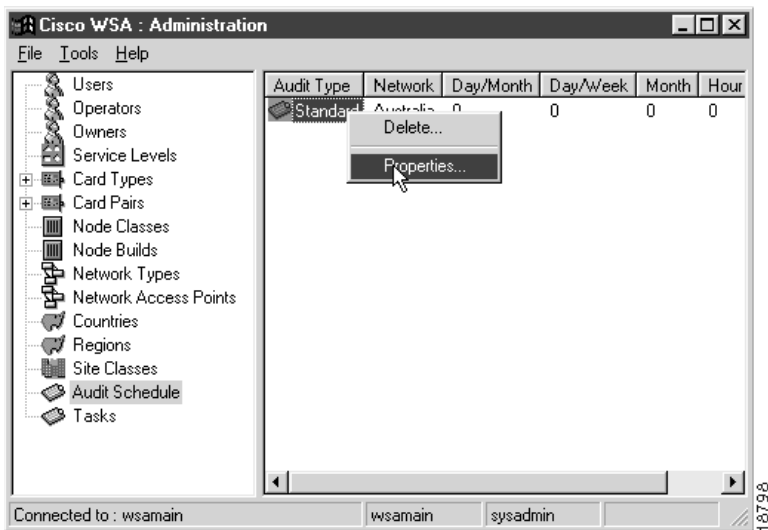 Cisco WSA : Administration
File Tools Help
Users
Operators
Owners
Service Levels
Card Types
Card Pairs
Node Classes
Node Builds
Network Types
Network Access Points
Countries
Regions
Site Classes
Audit Schedule
Tasks
Audit Type Network Day/Month Day/Week Month Hour
Standard Australia 0 0 0 0
Delete...
Properties...
Connected to : wsamain wsamain sysadmin
18798